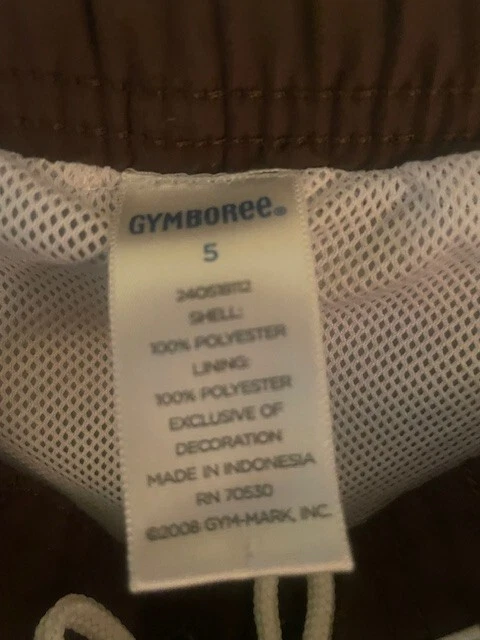 GYMBORee®
5
SHELL:
100% POLYESTER
LINING:
100% POLYESTER
EXCLUSIVE OF
DECORATION
MADE IN INDONESIA
RN 70530
©2008 GYM-MARK, INC.